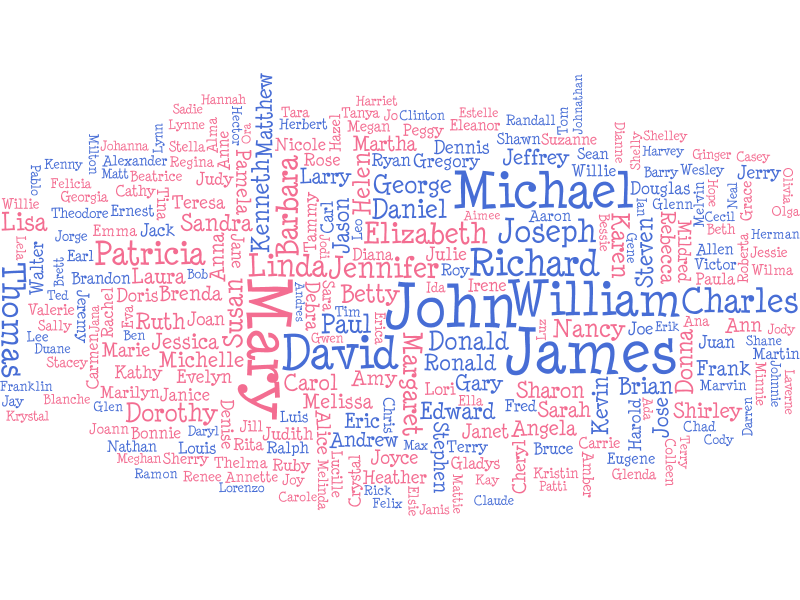 Hannah
Sadie
Lynne
Hector
Matthew
Tara
Harriet
Tanya
Jo
Clinton
Estelle
Randall
Tom
Johnathan
Herbert
Megan
Peggy
Eleanor
Shawn
Suzanne
Dianne
Shelley
Shelly
Milton
Johanna
Lynn
Stella
Alma
Anne
Ora
Nicole
Hazel
Martha
Dennis
Sean
Harvey
Ginger
Casey
Kenny
Alexander
Regina
Pamela
Kenneth
Barbara
Rose
Helen
Ryan
Gregory
Jeffrey
Willie
Barry
Wesley
Jerry
Pablo
Matt
Beatrice
Judy
Larry
George
Michael
Douglas
Hope
Neal
Grace
Olivia
Felicia
Cathy
Tina
Willie
Georgia
Theodore
Ernest
Teresa
Tammy
Carl
Jason
Leo
Daniel
Aimee
Aaron
Ian
Glenn
Melvin
Cecil
Olga
Lisa
Emma
Jack
Sandra
Jane
Jodi
Elizabeth
Joseph
Bessie
Karen
Gene
Steven
Rebecca
Mildred
Beth
Roberta
Herman
Lela
Walter
Jorge
Earl
Patricia
Anna
Linda
Diana
Julie
Allen
Jessie
Brett
Brandon
Laura
Bob
Sara
Jennifer
Roy
Richard
Victor
Wilma
Thomas
Ted
Jeremy
Doris
Brenda
Susan
Mary
Andres
Debra
Betty
Ida
Irene
William
Paula
Charles
Valerie
Jana
Rachel
Eva
Tim
John
Sally
Ruth
Joan
Paul
Erica
Luz
Nancy
Joe
Erik
Ana
Ann
Jody
Lee
Ben
Jessica
Gwen
Donald
James
Juan
Shane
Duane
Carmen
Marie
Michelle
David
Margaret
Ronald
Donna
Martin
Stacey
Kathy
Evelyn
Frank
Minnie
Johnnie
Laverne
Franklin
Carol
Amy
Lori
Gary
Sharon
Kevin
Brian
Marvin
Krystal
Jay
Blanche
Marilyn
Janice
Melissa
Chris
Ella
Glen
Dorothy
Denise
Luis
Eric
Edward
Fred
Sarah
Harold
Ada
Jose
Shirley
Darren
Joann
Bonnie
Daryl
Jill
Judith
Alice
Andrew
Stephen
Janet
Angela
Chad
Nathan
Louis
Rita
Ralph
Max
Terry
Bruce
Carrie
Terry
Cody
Meghan
Sherry
Thelma
Ruby
Melinda
Lucille
Crystal
Joyce
Gladys
Cheryl
Amber
Eugene
Colleen
Ramon
Renee
Annette
Joy
Heather
Elsie
Mattie
Kay
Kristin
Glenda
Lorenzo
Carole
Rick
Felix
Janis
Claude
Patti